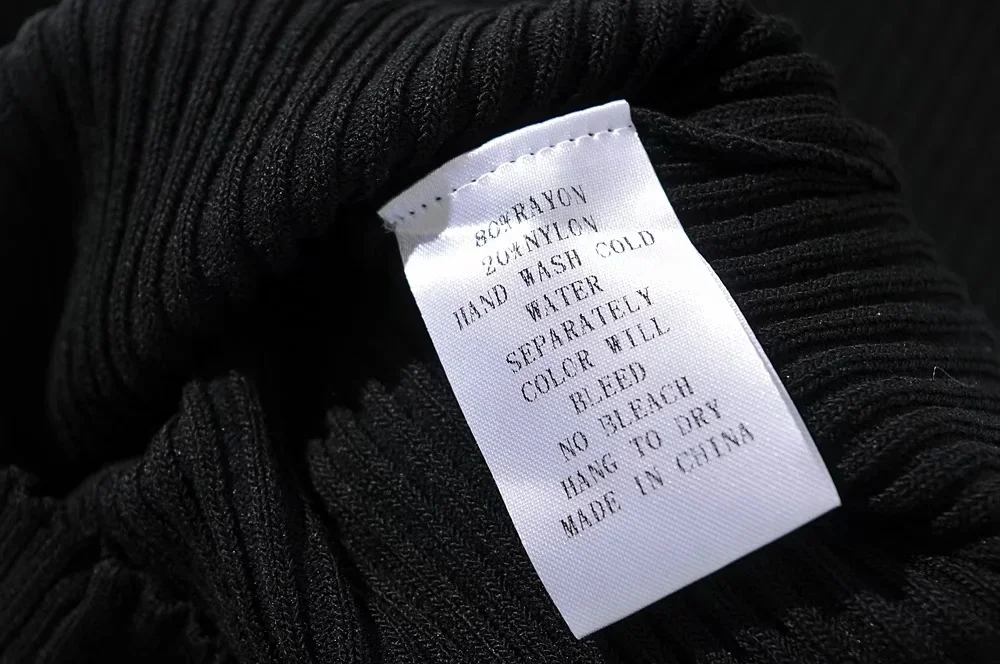 80%RAYON
20%NYLON
HAND WASH COLD
WATER
SEPARATELY
COLOR WILL
BLEED
NO BLEACH
HANG TO DRY
MADE IN CHINA